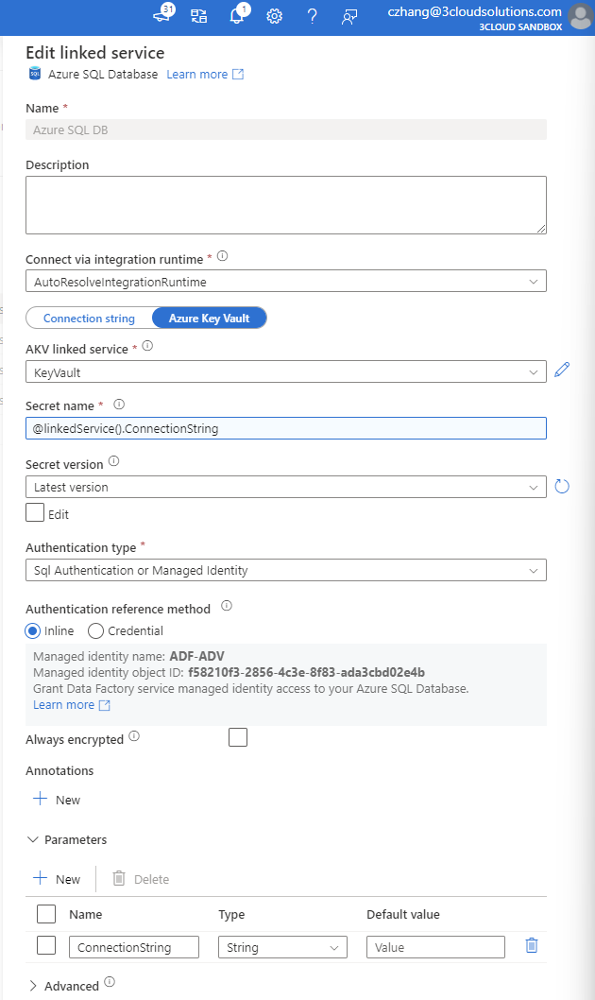 31
1
czhang@3cloudsolutions.com
3CLOUD SANDBOX
Edit linked service
SQL
Azure SQL Database Learn more
Name *
Azure SQL DB
Description
Connect via integration runtime *
AutoResolveIntegrationRuntime
Connection string Azure Key Vault
AKV linked service *
KeyVault
Secret name *
@linkedService().ConnectionString
Secret version
Latest version
Edit
Authentication type *
Sql Authentication or Managed Identity
Authentication reference method
Inline Credential
Managed identity name: ADF-ADV
Managed identity object ID: f58210f3-2856-4c3e-8f83-ada3cbd02e4b
Grant Data Factory service managed identity access to your Azure SQL Database.
Learn more
Always encrypted
Annotations
New
Parameters
New Delete
Name Type Default value
ConnectionString String Value
Advanced